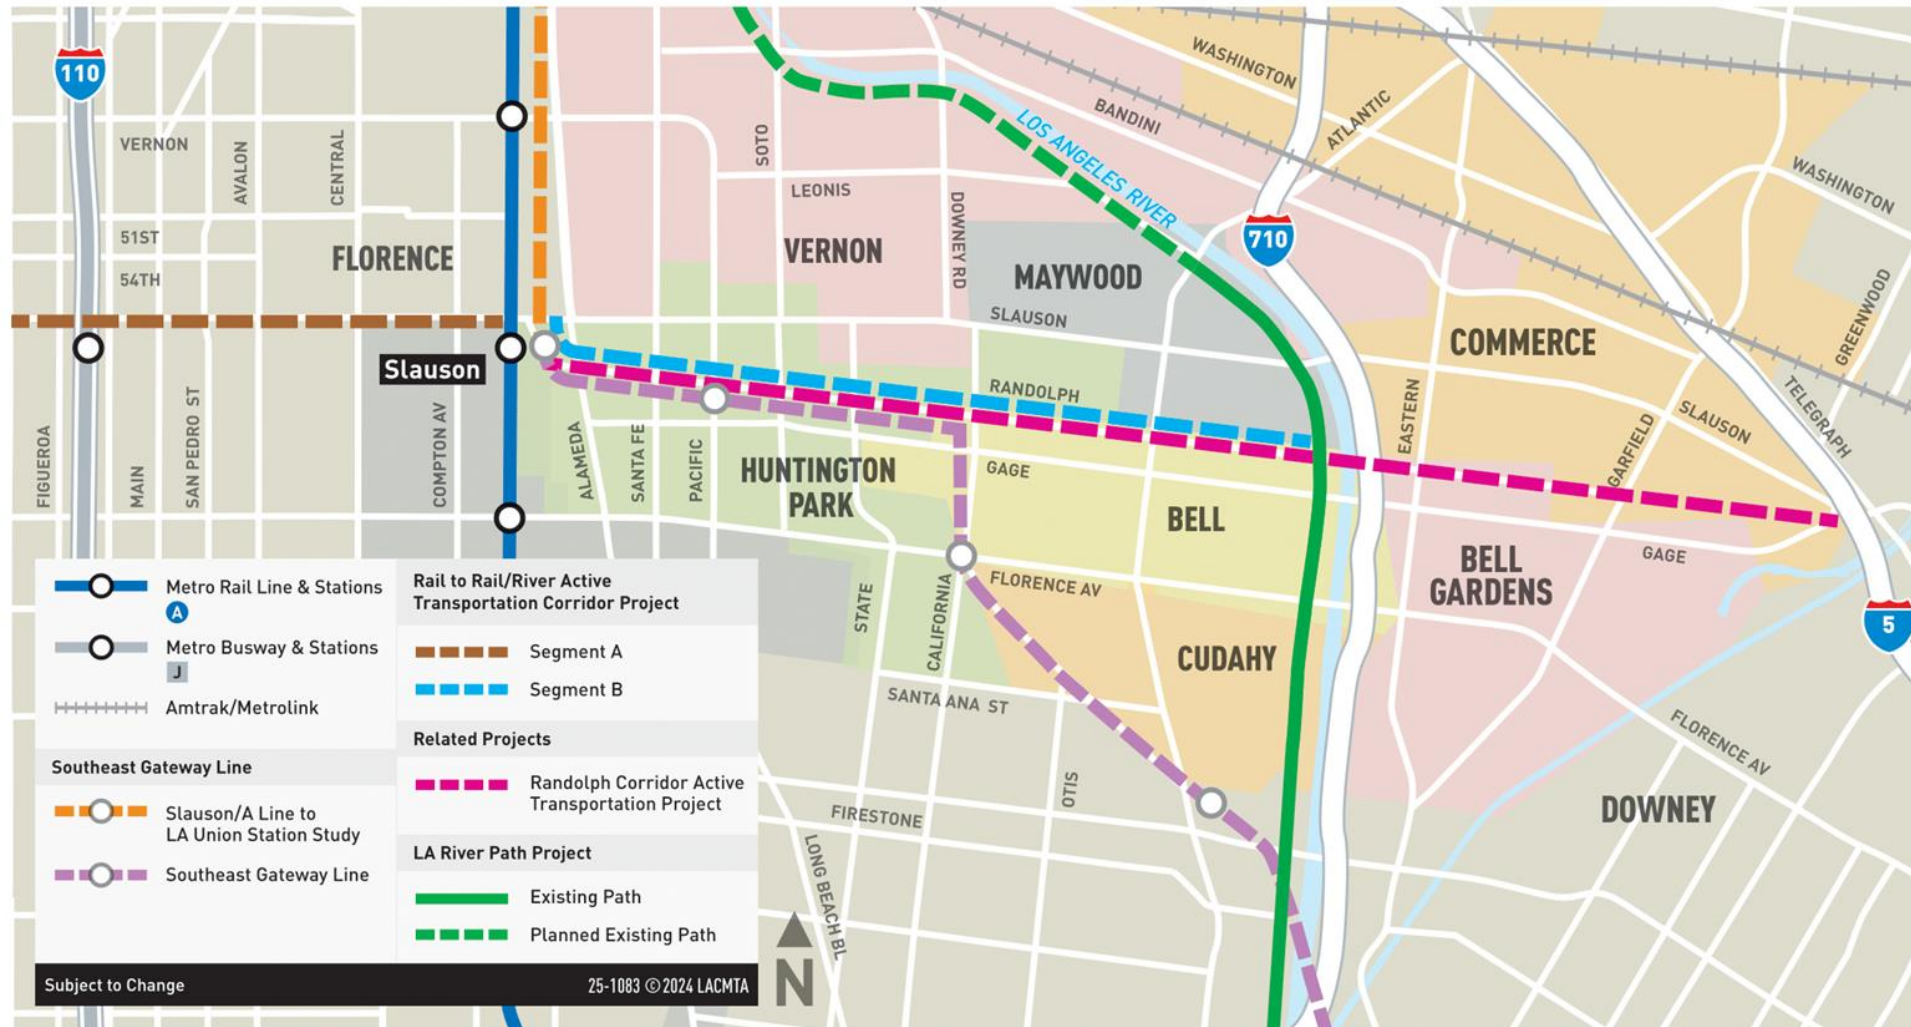 110
VERNON
AVALON
CENTRAL
51ST
54TH
FLORENCE
SOTO
LEONIS
VERNON
DOWNEY RD
LOS ANGELES RIVER
WASHINGTON
BANDINI
ATLANTIC
WASHINGTON
710
MAYWOOD
SLAUSON
COMMERCE
GREENWOOD
Slauson
RANDOLPH
EASTERN
GARFIELD
SLAUSON
TELEGRAPH
FIGUEROA
MAIN
SAN PEDRO ST
COMPTON AV
ALAMEDA
SANTA FE
PACIFIC
HUNTINGTON
PARK
GAGE
BELL
BELL
GARDENS
GAGE
5
STATE
CALIFORNIA
FLORENCE AV
CUDAHY
SANTA ANA ST
FLORENCE AV
OTIS
FIRESTONE
LONG BEACH BL
DOWNEY
N
Metro Rail Line & Stations
A
Metro Busway & Stations
J
Amtrak/Metrolink
Southeast Gateway Line
Slauson/A Line to
LA Union Station Study
Southeast Gateway Line
Rail to Rail/River Active
Transportation Corridor Project
Segment A
Segment B
Related Projects
Randolph Corridor Active
Transportation Project
LA River Path Project
Existing Path
Planned Existing Path
Subject to Change
25-1083 © 2024 LACMTA